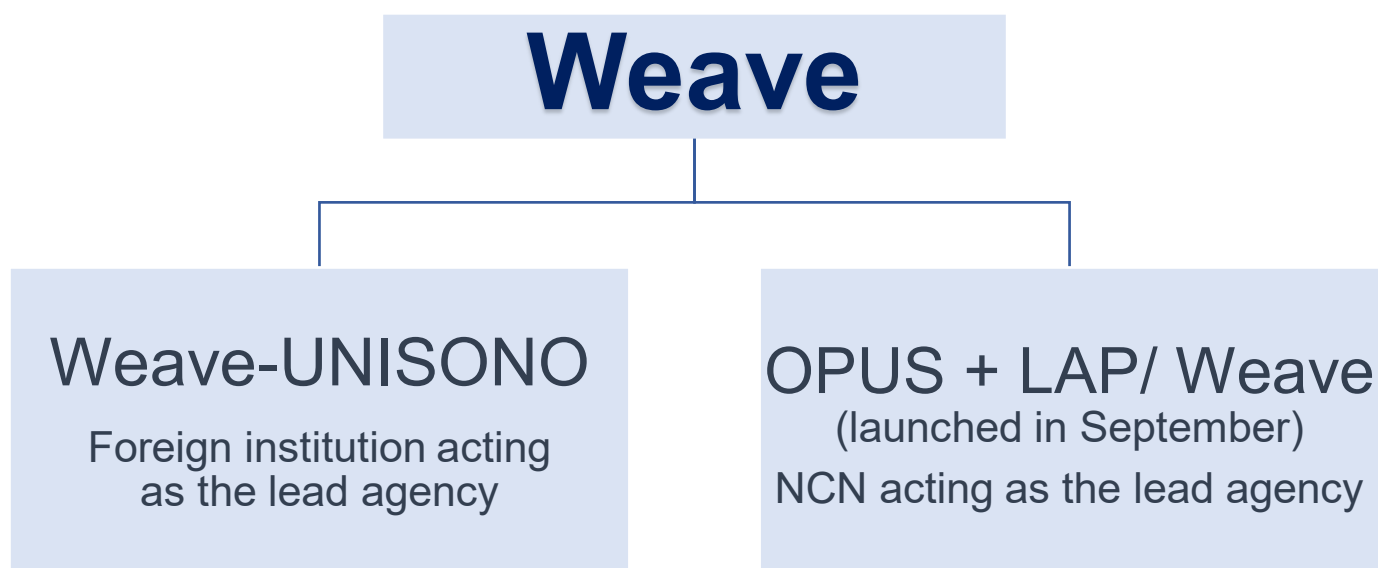 Weave
Weave-UNISONO
Foreign institution acting
as the lead agency
OPUS + LAP/ Weave
(launched in September)
NCN acting as the lead agency